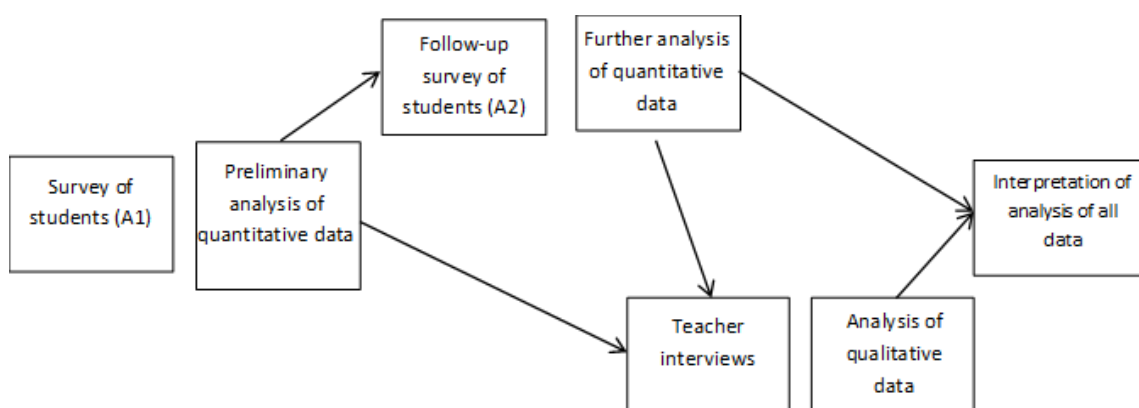 Survey of
students (A1)
Preliminary
analysis of
quantitative data
Follow-up
survey of
students (A2)
Further analysis
of quantitative
data
Teacher
interviews
Analysis of
qualitative
data
Interpretation of
analysis of all
data